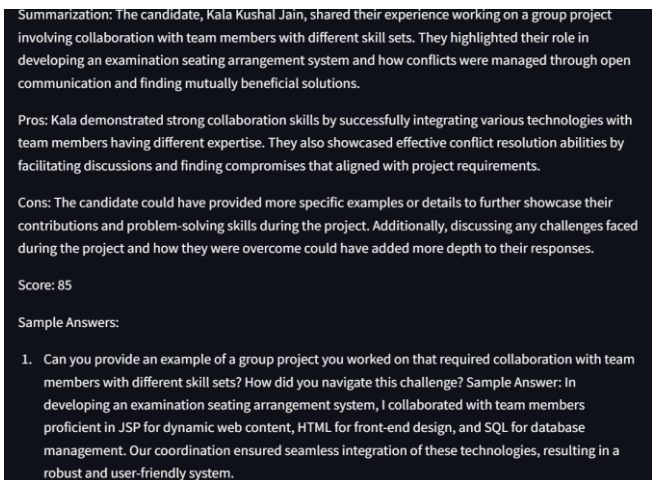 Summarization: The candidate, Kala Kushal Jain, shared their experience working on a group project
involving collaboration with team members with different skill sets. They highlighted their role in
developing an examination seating arrangement system and how conflicts were managed through open
communication and finding mutually beneficial solutions.
Pros: Kala demonstrated strong collaboration skills by successfully integrating various technologies with
team members having different expertise. They also showcased effective conflict resolution abilities by
facilitating discussions and finding compromises that aligned with project requirements.
Cons: The candidate could have provided more specific examples or details to further showcase their
contributions and problem-solving skills during the project. Additionally, discussing any challenges faced
during the project and how they were overcome could have added more depth to their responses.
Score: 85
Sample Answers:
1. Can you provide an example of a group project you worked on that required collaboration with team
members with different skill sets? How did you navigate this challenge? Sample Answer: In
developing an examination seating arrangement system, I collaborated with team members
proficient in JSP for dynamic web content, HTML for front-end design, and SQL for database
management. Our coordination ensured seamless integration of these technologies, resulting in a
robust and user-friendly system.